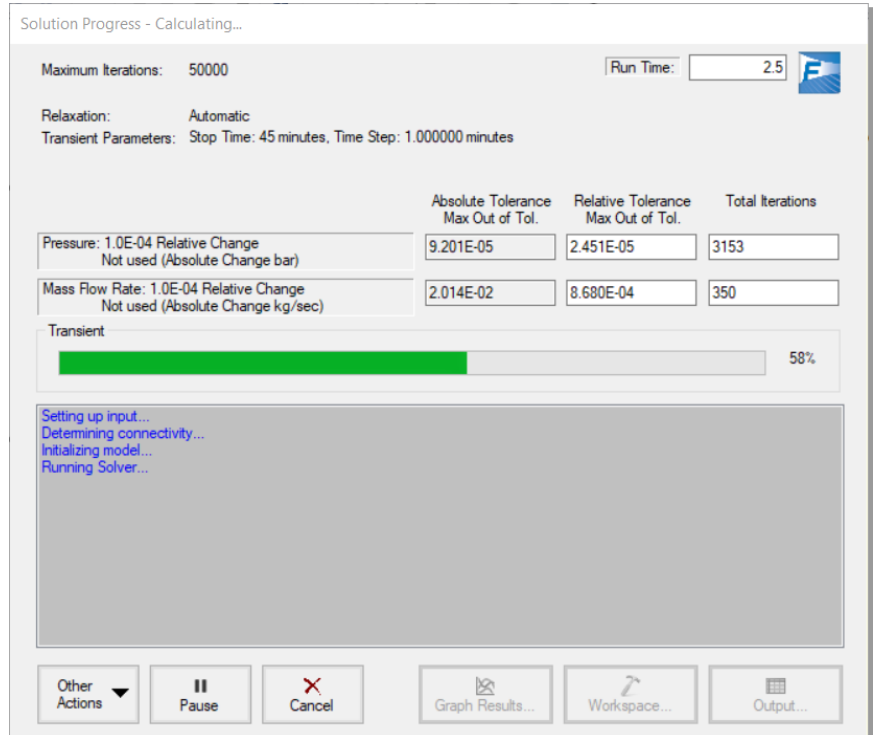 Solution Progress - Calculating...
Maximum Iterations: 50000
Run Time: 2.5
Relaxation: Automatic
Transient Parameters: Stop Time: 45 minutes, Time Step: 1.000000 minutes
Absolute Tolerance Relative Tolerance Total Iterations
Max Out of Tol. Max Out of Tol.
Pressure: 1.0E-04 Relative Change
Not used (Absolute Change bar)
9.201E-05 2.451E-05 3153
Mass Flow Rate: 1.0E-04 Relative Change
Not used (Absolute Change kg/sec)
2.014E-02 8.680E-04 350
Transient
58%
Setting up input...
Determining connectivity...
Initializing model...
Running Solver...
Other
Actions
Pause
Cancel
Graph Results...
Workspace...
Output...